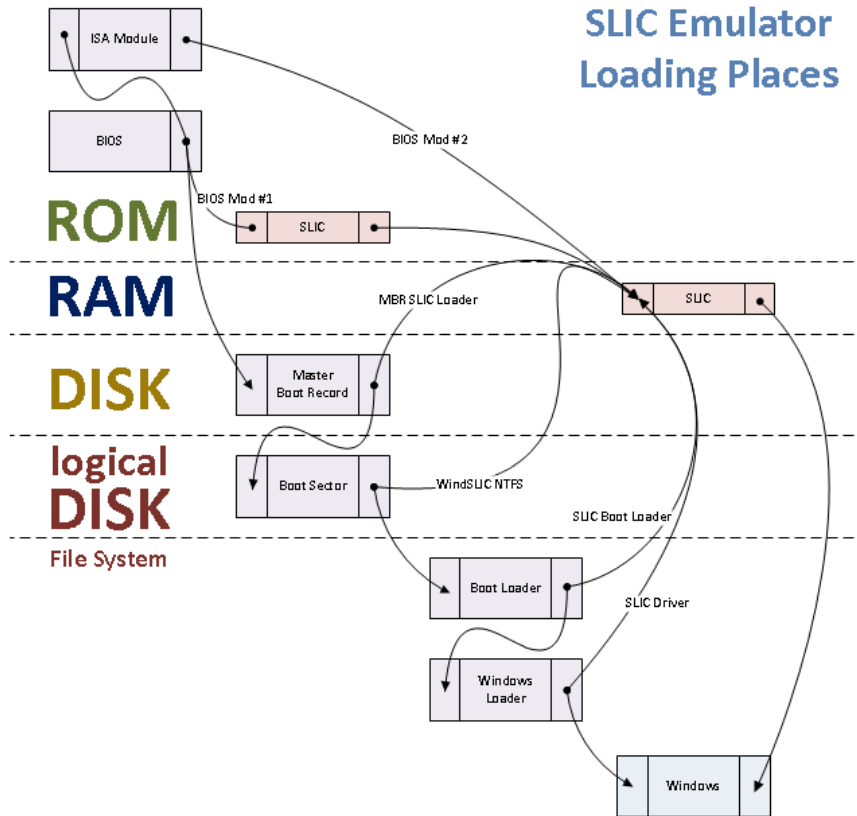 SLIC Emulator
Loading Places
ISA Module
BIOS
BIOS Mod #2
BIOS Mod #1
ROM
SLIC
RAM
MBR SLIC Loader
SLIC
DISK
Master
Boot Record
logical
DISK
Boot Sector
WindSLIC NTFS
SLIC Boot Loader
File System
Boot Loader
SLIC Driver
Windows
Loader
Windows